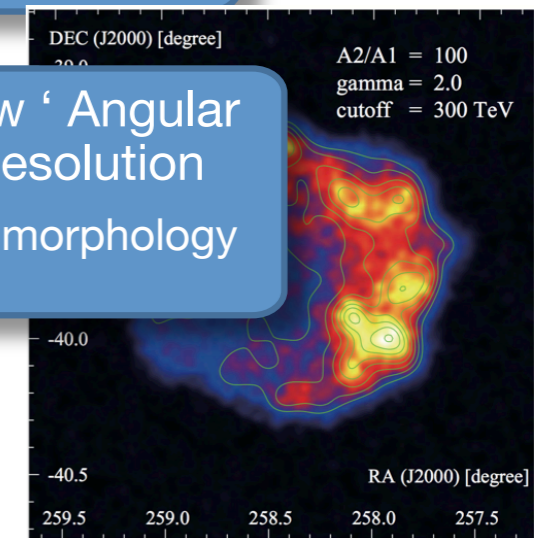 DEC (J2000) [degree]
A2/A1 = 100
gamma = 2.0
cutoff = 300 TeV
Angular
morphology
-40.0
-40.5
RA (J2000) [degree]
259.5 259.0 258.5 258.0 257.5